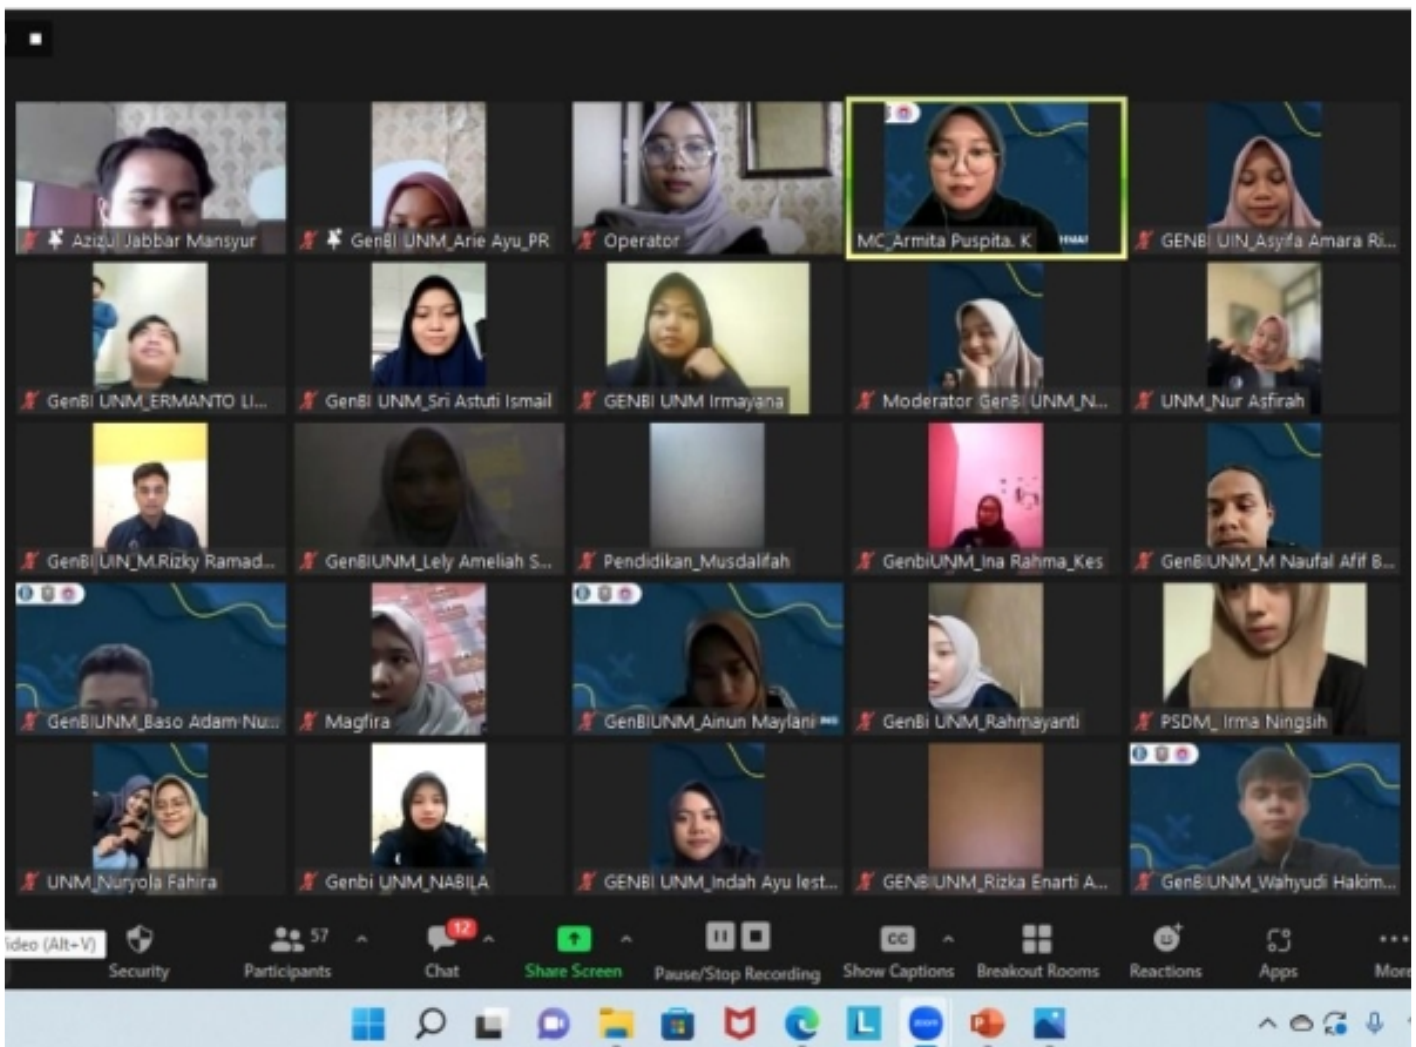 Azizul Jabbar Mansyur
GenBI UNM_Arie Ayu_PR
Operator
MC_Armita Puspita. K
GENBI UIN_Asyifa Amara Ri...
GenBI UNM_ERMANTO LI...
GenBI UNM_Sri Astuti Ismail
GENBI UNM Irmayana
Moderator GenBI UNM_N...
UNM_Nur Asfirah
GenBI UIN_M.Rizky Ramad...
GenBIUNM_Lely Ameliah S...
Pendidikan_Musdalifah
GenbiUNM_Ina Rahma_Kes
GenBIUNM_M Naufal Afif B...
GenBIUNM_Baso Adam Nu...
Magfira
GenBIUNM_Ainun Maylani
GenBi UNM_Rahmayanti
PSDM_ Irma Ningsih
UNM_Nuryola Fahira
Genbi UNM_NABILA
GENBI UNM_Indah Ayu lest...
GENBIUNM_Rizka Enarti A...
GenBIUNM_Wahyudi Hakim...
ideo (Alt+V)
Security
57
Participants
12
Chat
Share Screen
Pause/Stop Recording
CC
Show Captions
Breakout Rooms
Reactions
Apps
More
L
zoom
P